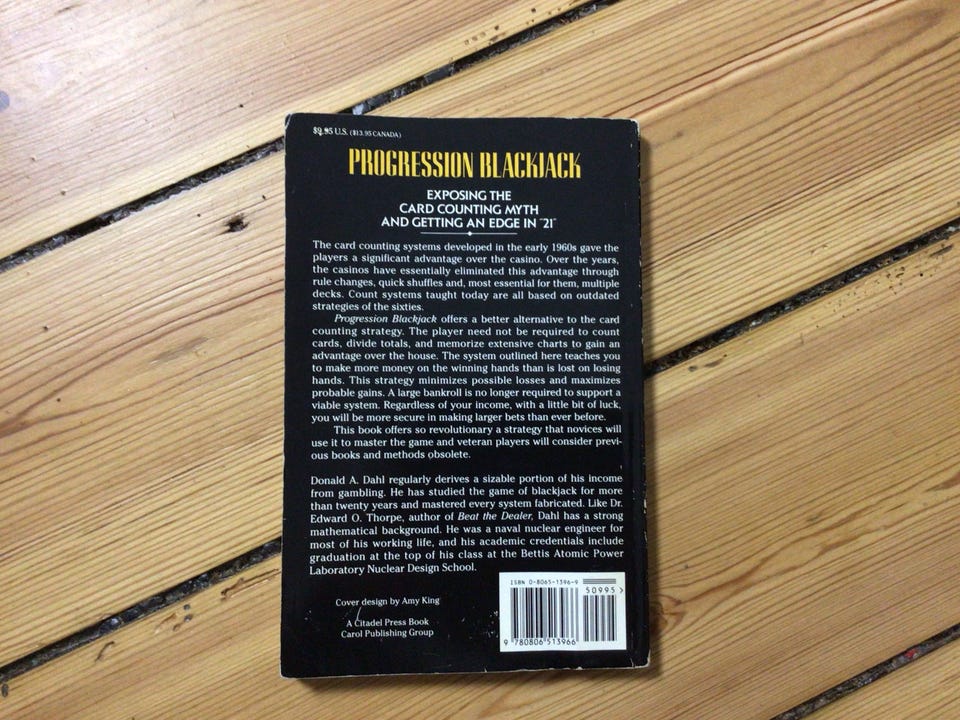 $9.95 U.S. ($13.95 CANADA)
PROGRESSION BLACKJACK
EXPOSING THE
CARD COUNTING MYTH
AND GETTING AN EDGE IN "21"
The card counting systems developed in the early 1960s gave the
players a significant advantage over the casino. Over the years,
the casinos have essentially eliminated this advantage through
rule changes, quick shuffles and, most essential for them, multiple
decks. Count systems taught today are all based on outdated
strategies of the sixties.
Progression Blackjack offers a better alternative to the card
counting strategy. The player need not be required to count
cards, divide totals, and memorize extensive charts to gain an
advantage over the house. The system outlined here teaches you
to make more money on the winning hands than is lost on losing
hands. This strategy minimizes possible losses and maximizes
probable gains. A large bankroll is no longer required to support a
viable system. Regardless of your income, with a little bit of luck,
you will be more secure in making larger bets than ever before.
This book offers so revolutionary a strategy that novices will
use it to master the game and veteran players will consider previ-
ous books and methods obsolete.
Donald A. Dahl regularly derives a sizable portion of his income
from gambling. He has studied the game of blackjack for more
than twenty years and mastered every system fabricated. Like Dr.
Edward O. Thorpe, author of Beat the Dealer, Dahl has a strong
mathematical background. He was a naval nuclear engineer for
most of his working life, and his academic credentials include
graduation at the top of his class at the Bettis Atomic Power
Laboratory Nuclear Design School.
Cover design by Amy King
A Citadel Press Book
Carol Publishing Group
ISBN 0-8065-1396-9
50995>
9 780806 513966